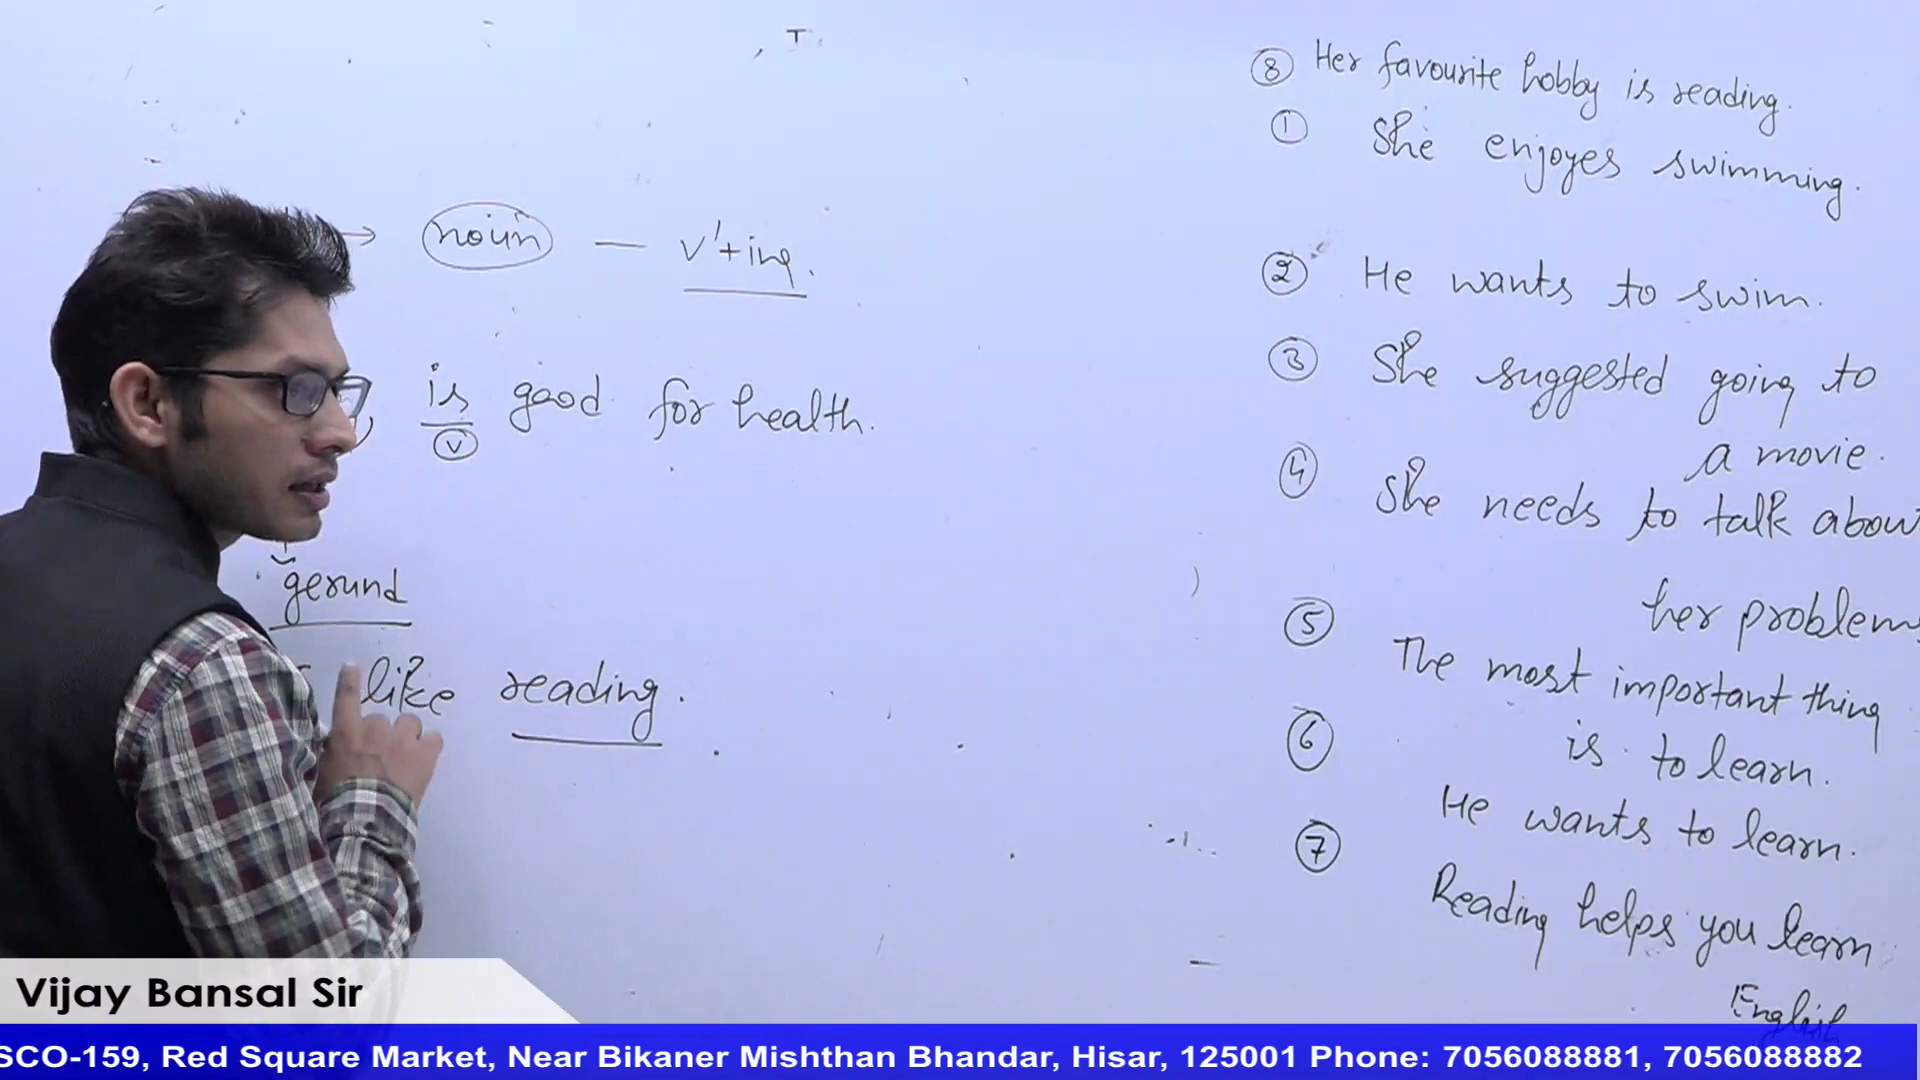 T
noun — v'+ing.
is good for health.
v
gerund
like reading.
8 Her favourite hobby is reading.
1 She enjoyes swimming.
2 He wants to swim.
3 She suggested going to
a movie.
4 She needs to talk about
her problems
5 The most important thing
6 is to learn.
He wants to learn.
7 Reading helps you learn
English
Vijay Bansal Sir
SCO-159, Red Square Market, Near Bikaner Mishthan Bhandar, Hisar, 125001 Phone: 7056088881, 7056088882